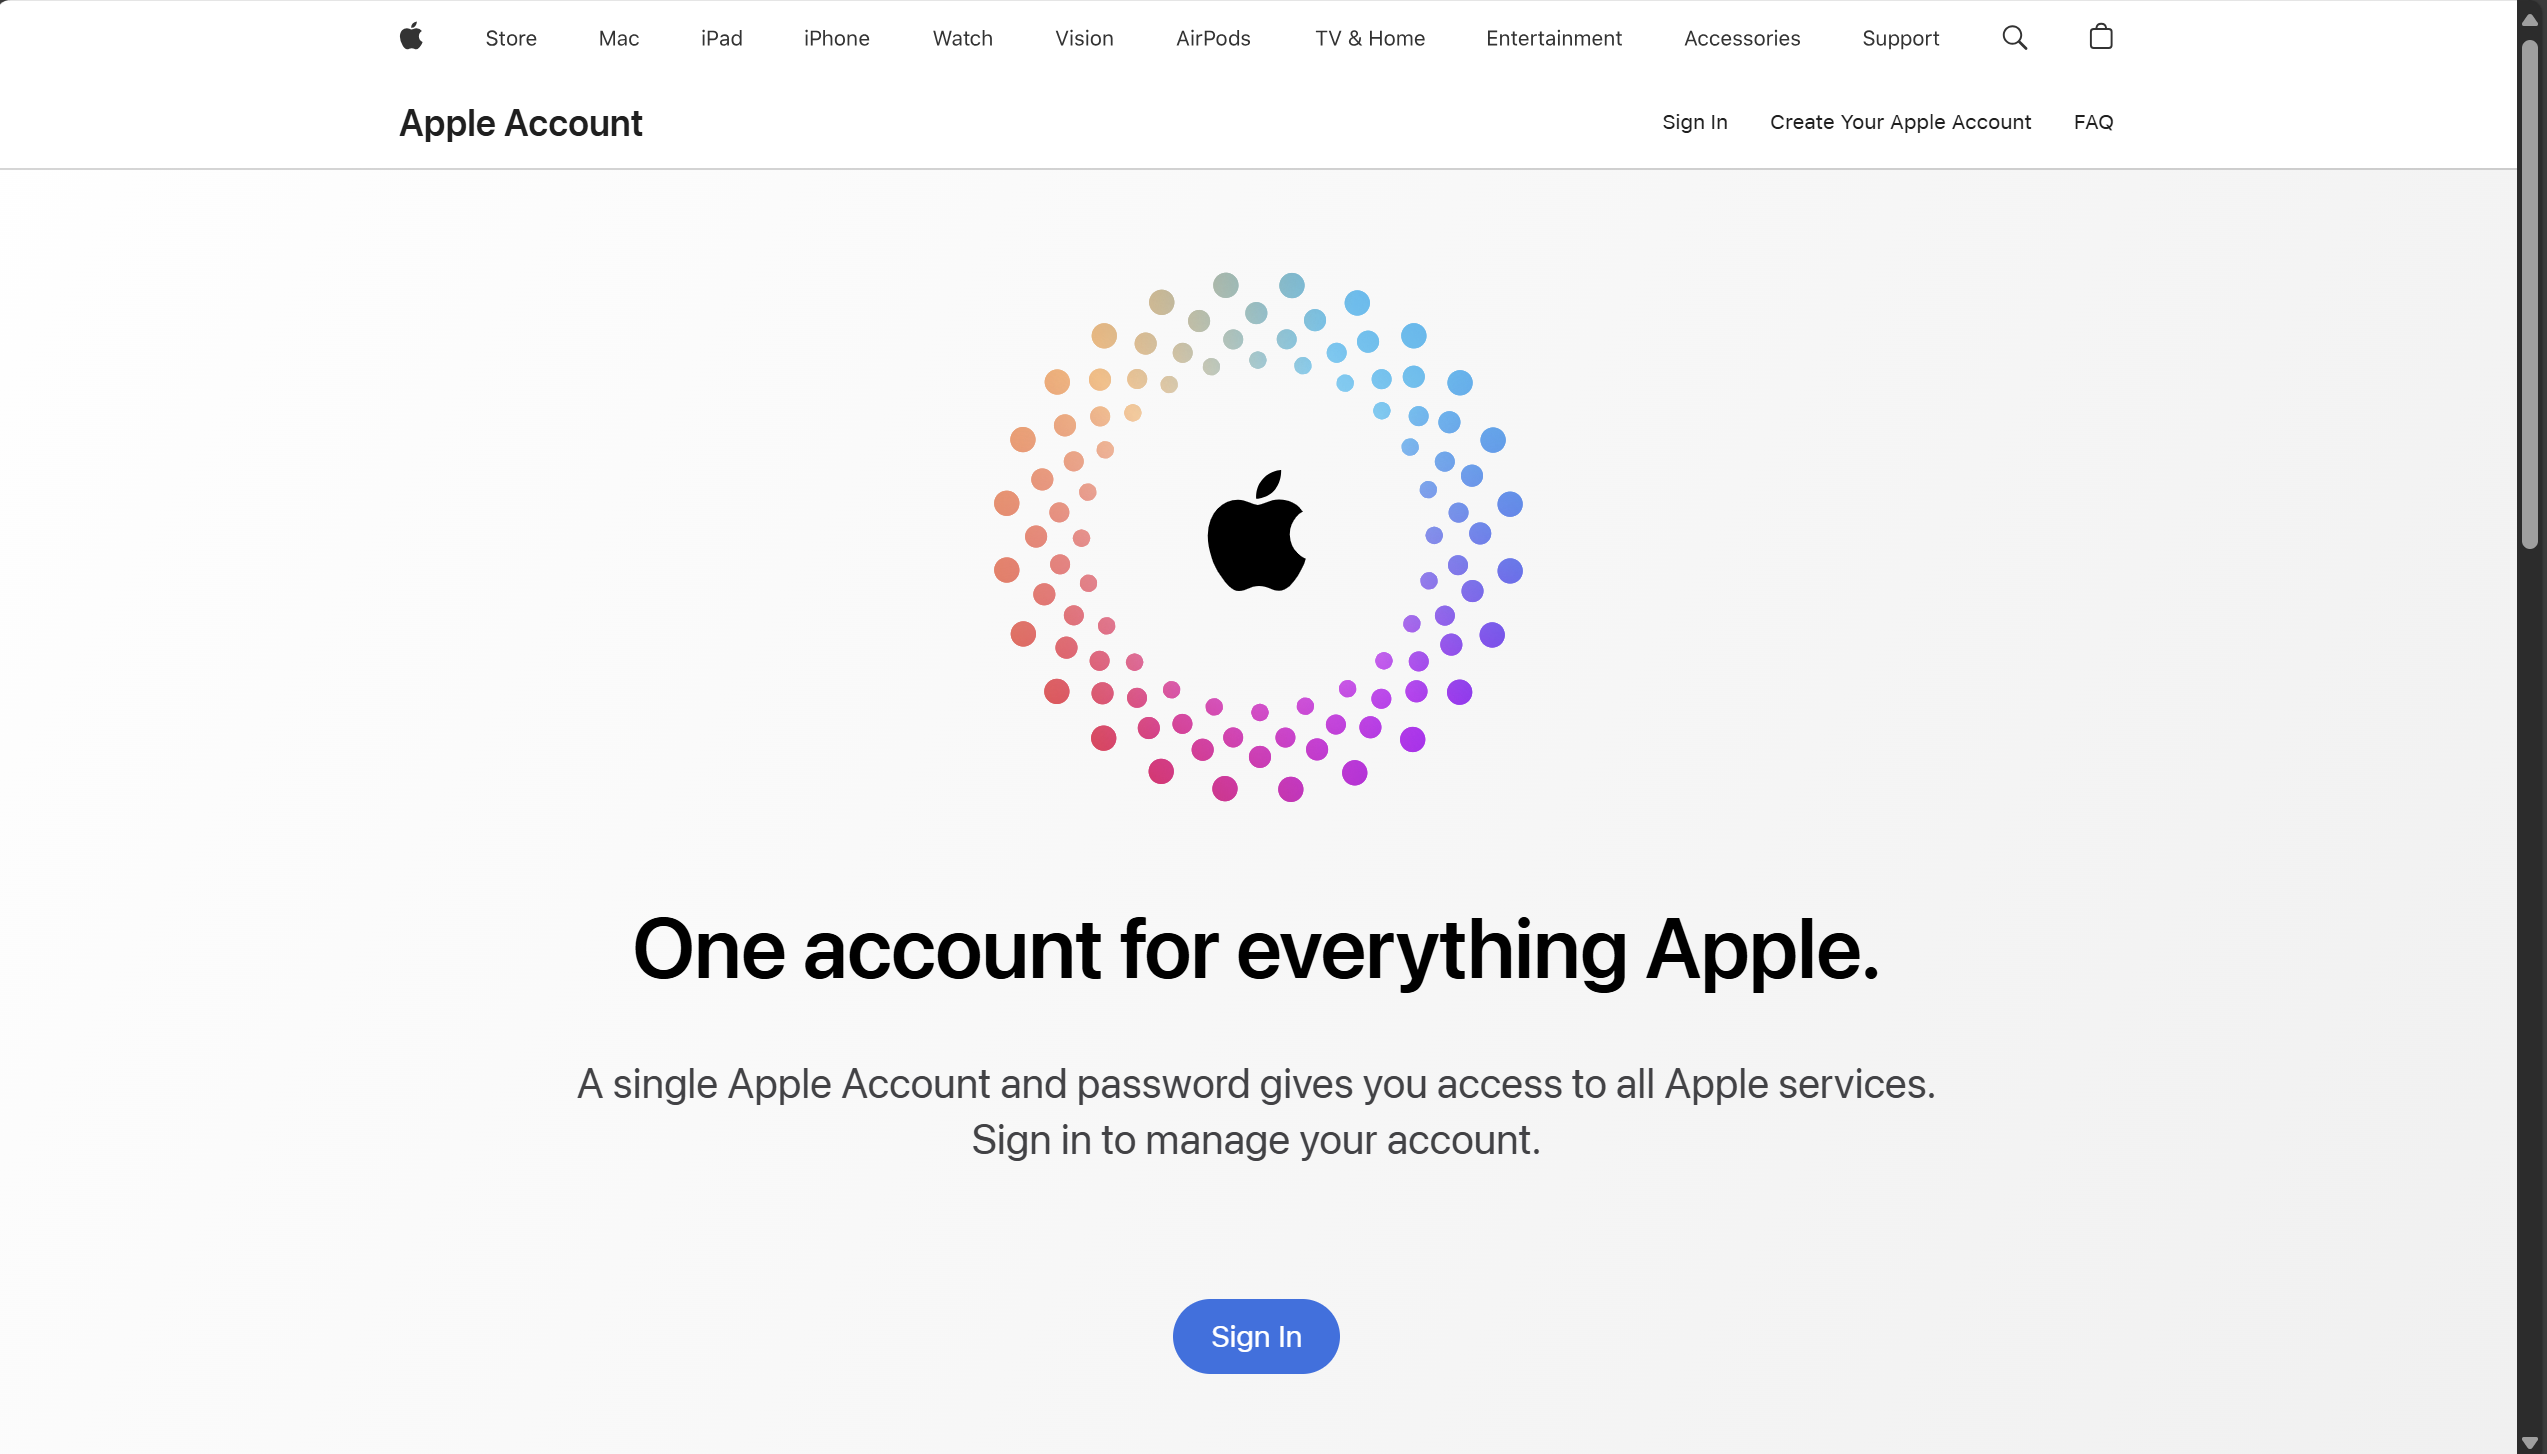 Store Mac iPad iPhone Watch Vision AirPods TV & Home Entertainment Accessories Support
Apple Account
Sign In Create Your Apple Account FAQ
One account for everything Apple.
A single Apple Account and password gives you access to all Apple services.
Sign in to manage your account.
Sign In